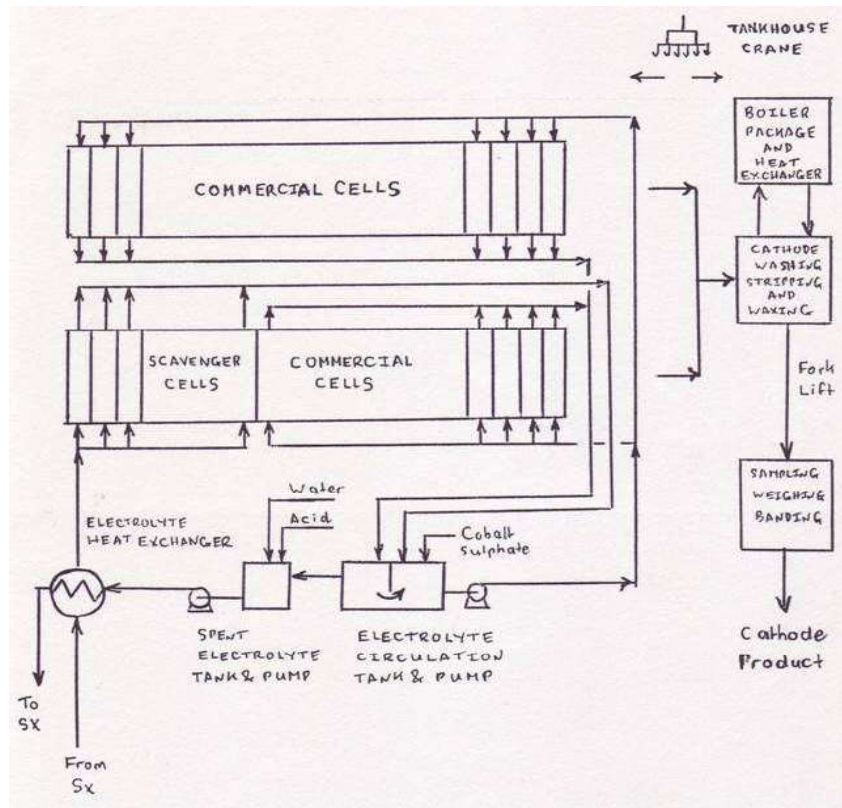 TANKHOUSE
CRANE
BOILER
PACKAGE
AND
HEAT
EXCHANGER
COMMERCIAL CELLS
CATHODE
WASHING
STRIPPING
AND
WAXING
SCAVENGER
CELLS
COMMERCIAL
CELLS
Fork
Lift
SAMPLING
WEIGHING
BANDING
Water
Acid
ELECTROLYTE
HEAT EXCHANGER
Cobalt
Sulphate
SPENT
ELECTROLYTE
TANK & PUMP
ELECTROLYTE
CIRCULATION
TANK & PUMP
Cathode
Product
To
SX
From
Sx